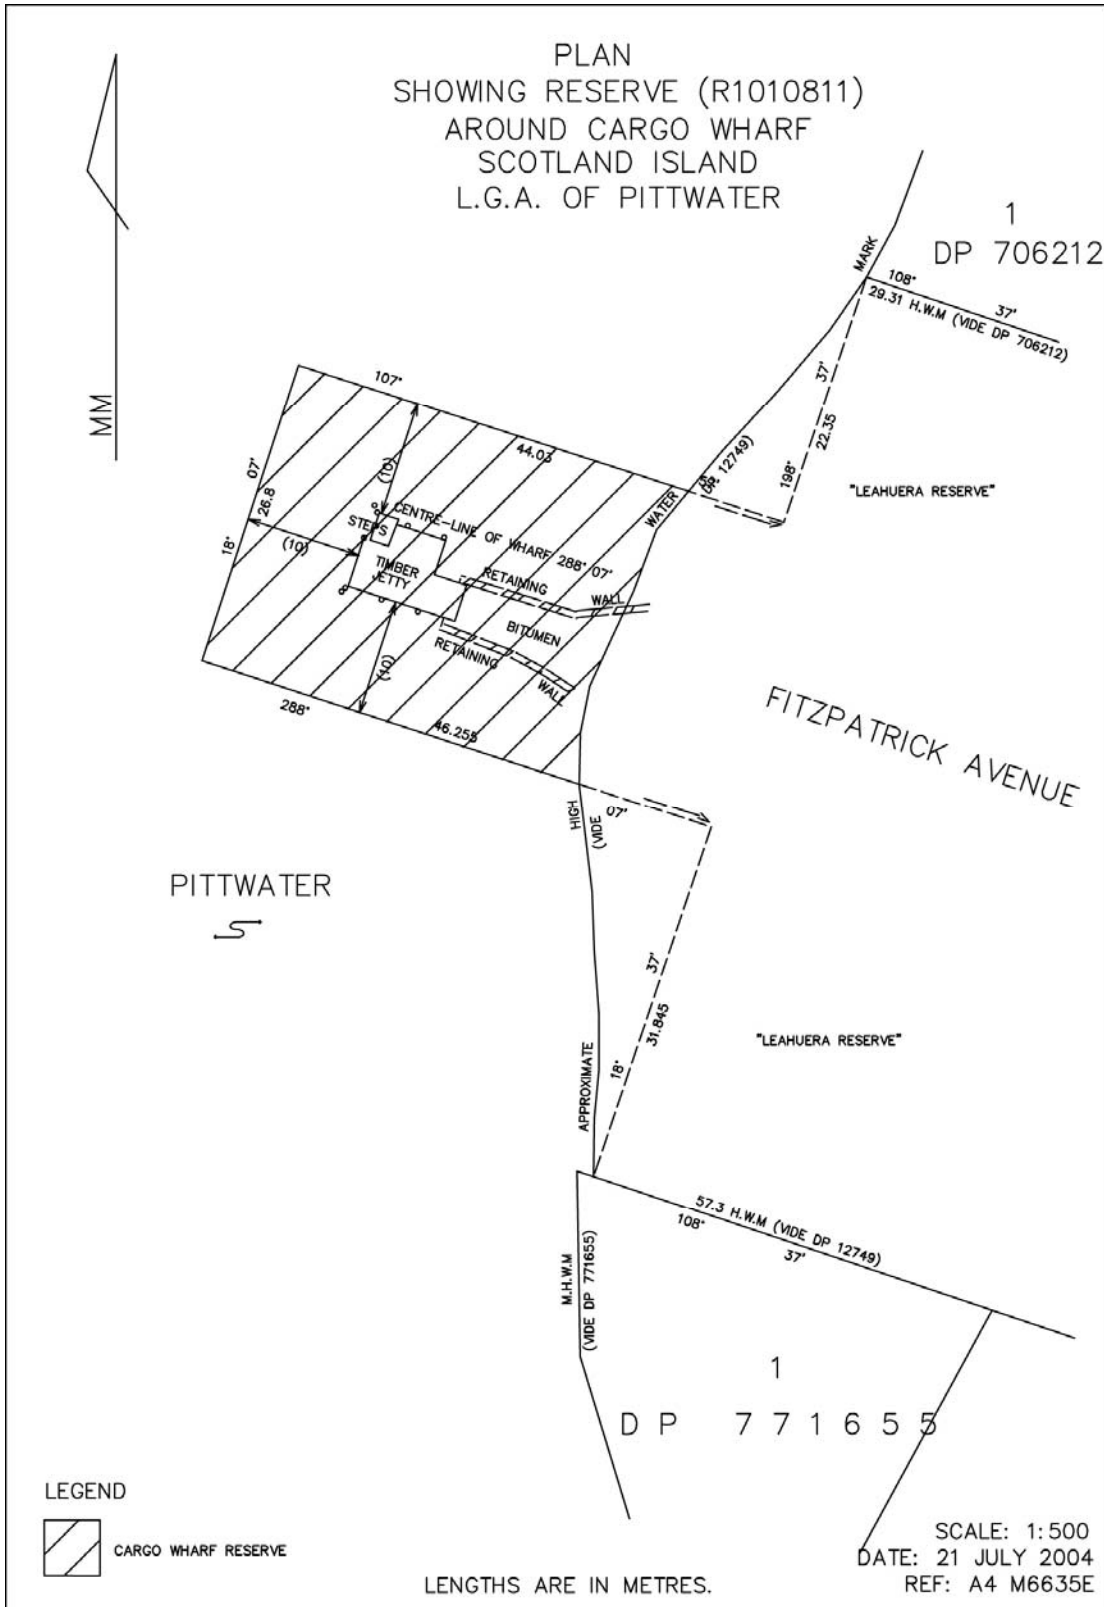 PLAN
SHOWING RESERVE (R1010811)
AROUND CARGO WHARF
SCOTLAND ISLAND
L.G.A. OF PITTWATER
1
DP 706212
MARK
108°
37'
29.31 H.W.M (VIDE DP 706212)
MM
107°
37'
22.35
198°
44.03
DP. 12749)
WATER
"LEAHUERA RESERVE"
07'
26.8
18°
(10)
(10)
STEPS
CENTRE-LINE OF WHARF 288° 07'
TIMBER
JETTY
RETAINING
WALL
BITUMEN
RETAINING
WALL
(10)
288°
46.255
FITZPATRICK AVENUE
07'
HIGH
(VIDE
PITTWATER
37'
31.845
18°
"LEAHUERA RESERVE"
APPROXIMATE
57.3 H.W.M (VIDE DP 12749)
108°
37'
M.H.W.M
(VIDE DP 771655)
1
DP 771655
LEGEND
CARGO WHARF RESERVE
LENGTHS ARE IN METRES.
SCALE: 1:500
DATE: 21 JULY 2004
REF: A4 M6635E